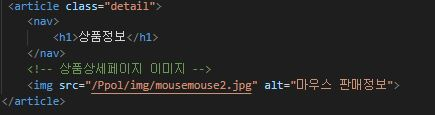 <article class="detail">
<nav>
<h1>상품정보</h1>
</nav>
<!-- 상품상세페이지 이미지 -->
<img src="/Ppol/img/mousemouse2.jpg" alt="마우스 판매정보">
</article>